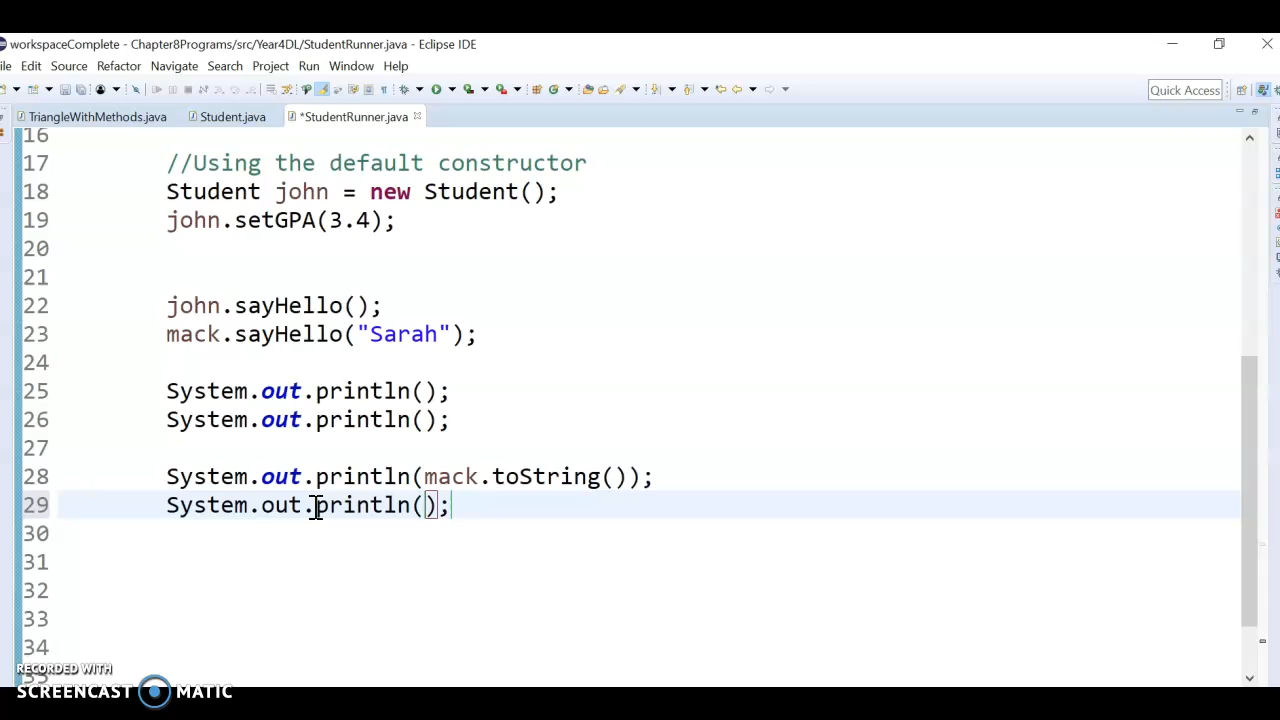 workspaceComplete - Chapter8Programs/src/Year4DL/StudentRunner.java - Eclipse IDE
ile Edit Source Refactor Navigate Search Project Run Window Help
Quick Access
TriangleWithMethods.java Student.java *StudentRunner.java
16
17 //Using the default constructor
18 Student john = new Student();
19 john.setGPA(3.4);
20
21
22 john.sayHello();
23 mack.sayHello("Sarah");
24
25 System.out.println();
26 System.out.println();
27
28 System.out.println(mack.toString());
29 System.out.println();
30
31
32
33
34
35
RECORDED WITH
SCREENCAST MATIC